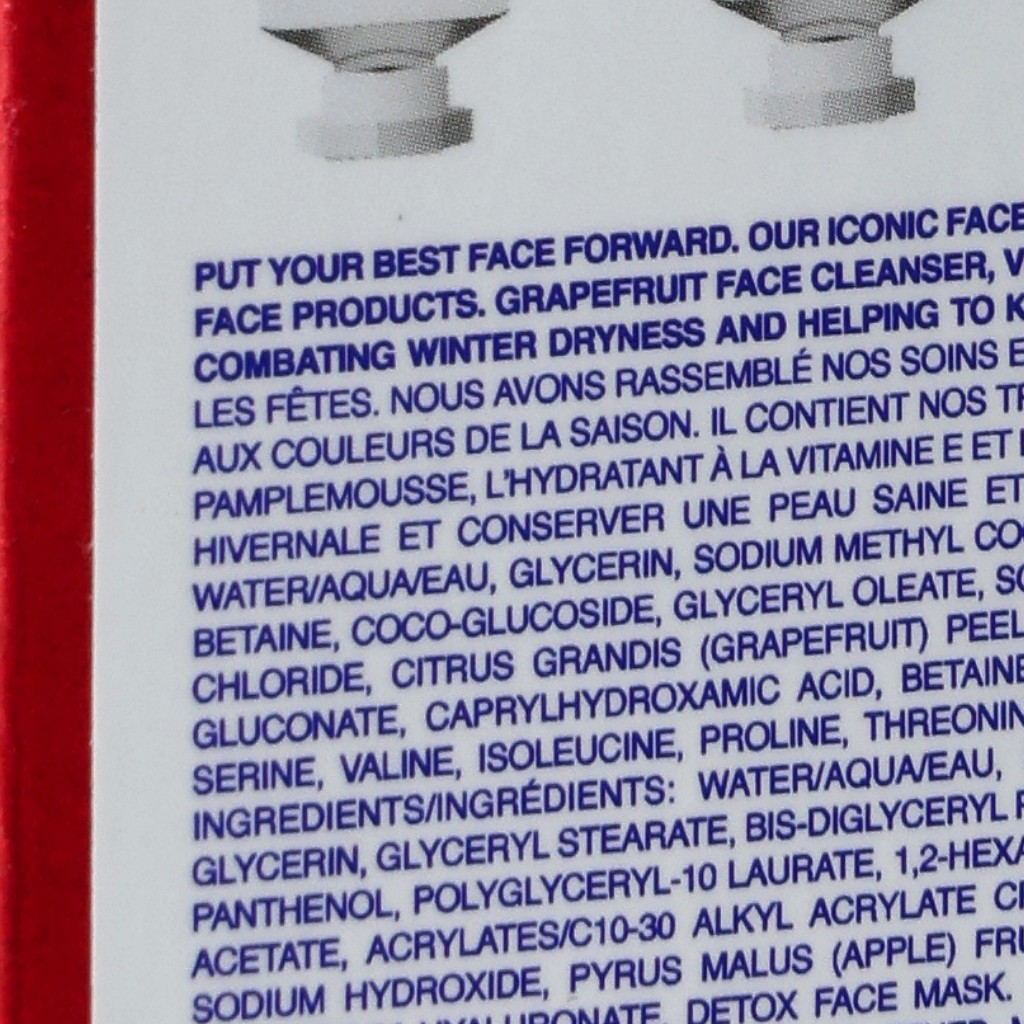 PUT YOUR BEST FACE FORWARD. OUR ICONIC FACE
FACE PRODUCTS. GRAPEFRUIT FACE CLEANSER,
COMBATING WINTER DRYNESS AND HELPING TO
LES FÊTES. NOUS AVONS RASSEMBLÉ NOS SOINS
AUX COULEURS DE LA SAISON. IL CONTIENT NOS
PAMPLEMOUSSE, L'HYDRATANT À LA VITAMINE E ET
HIVERNALE ET CONSERVER UNE PEAU SAINE ET
WATER/AQUA/EAU, GLYCERIN, SODIUM METHYL
BETAINE, COCO-GLUCOSIDE, GLYCERYL OLEATE,
CHLORIDE, CITRUS GRANDIS (GRAPEFRUIT) PEEL
GLUCONATE, CAPRYLHYDROXAMIC ACID, BETAINE
SERINE, VALINE, ISOLEUCINE, PROLINE, THREONIN
INGREDIENTS/INGRÉDIENTS: WATER/AQUA/EAU,
GLYCERIN, GLYCERYL STEARATE, BIS-DIGLYCERYL
PANTHENOL, POLYGLYCERYL-10 LAURATE, 1,2-HEXA
ACETATE, ACRYLATES/C10-30 ALKYL ACRYLATE
SODIUM HYDROXIDE, PYRUS MALUS (APPLE) FRU
DETOX FACE MASK.